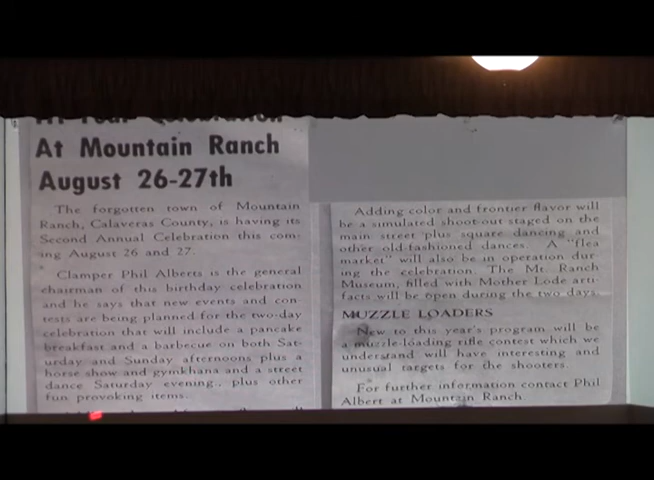 Celebration
At Mountain Ranch
August 26-27th
The forgotten town of Mountain
Ranch, Calaveras County, is having its
Second Annual Celebration this com-
ing August 26 and 27.
Clamper Phil Alberts is the general
chairman of this birthday celebration
and he says that new events and con-
tests are being planned for the two-day
celebration that will include a pancake
breakfast and a barbecue on both Sat-
urday and Sunday afternoons plus a
horse show and gymkhana and a street
dance Saturday evening, plus other
fun provoking items.
Adding color and frontier flavor will
be a simulated shoot-out staged on the
main street plus square dancing and
other old-fashioned dances. A "flea
market" will also be in operation dur-
ing the celebration. The Mt. Ranch
Museum, filled with Mother Lode arti-
facts will be open during the two days.
MUZZLE LOADERS
New to this year's program will be
a muzzle-loading rifle contest which we
understand will have interesting and
unusual targets for the shooters.
For further information contact Phil
Albert at Mountain Ranch